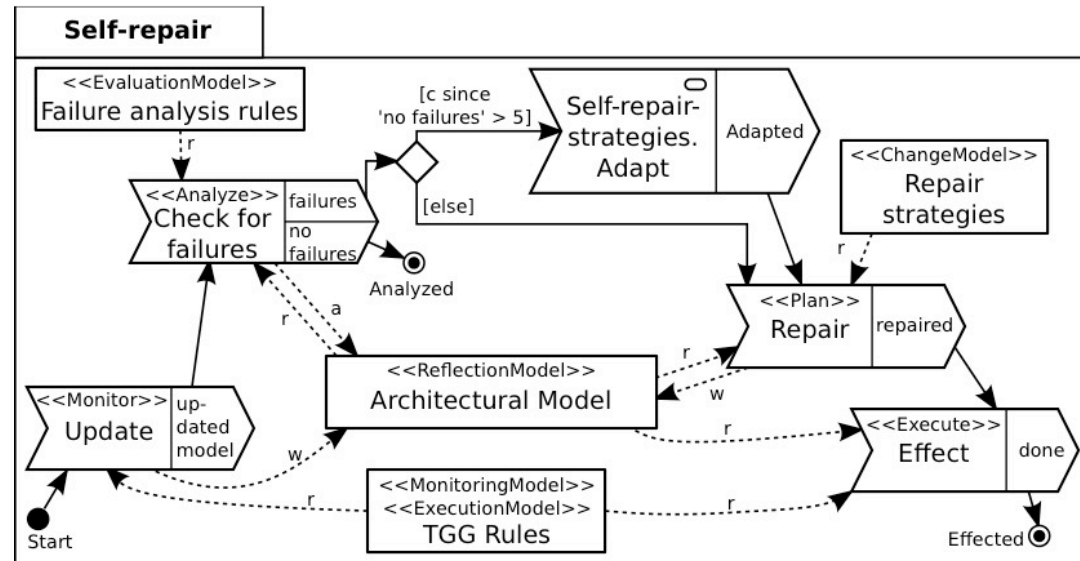 Self-repair
<<EvaluationModel>>
Failure analysis rules
r
[c since
'no failures' > 5]
Self-repair-
strategies.
Adapt
Adapted
<<ChangeModel>>
Repair
strategies
r
<<Analyze>>
Check for
failures
failures
no
failures
[else]
Analyzed
<<Plan>>
Repair
repaired
r
a
<<ReflectionModel>>
Architectural Model
r
w
<<Monitor>>
Update
up-
dated
model
w
r
<<Execute>>
Effect
done
r
<<MonitoringModel>>
<<ExecutionModel>>
TGG Rules
r
Start
Effected